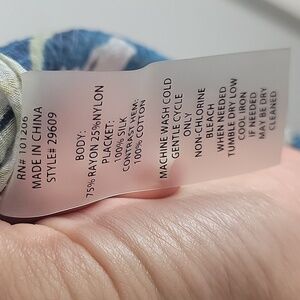 RN# 101206
MADE IN CHINA
STYLE# 29609
BODY:
75% RAYON 25% NYLON
PLACKET:
100% SILK
CONTRAST HEM:
100% COTTON
MACHINE WASH COLD
GENTLE CYCLE
ONLY
NON-CHLORINE
BLEACH
WHEN NEEDED
TUMBLE DRY LOW
COOL IRON
IF NEEDED
MAY BE DRY
CLEANED